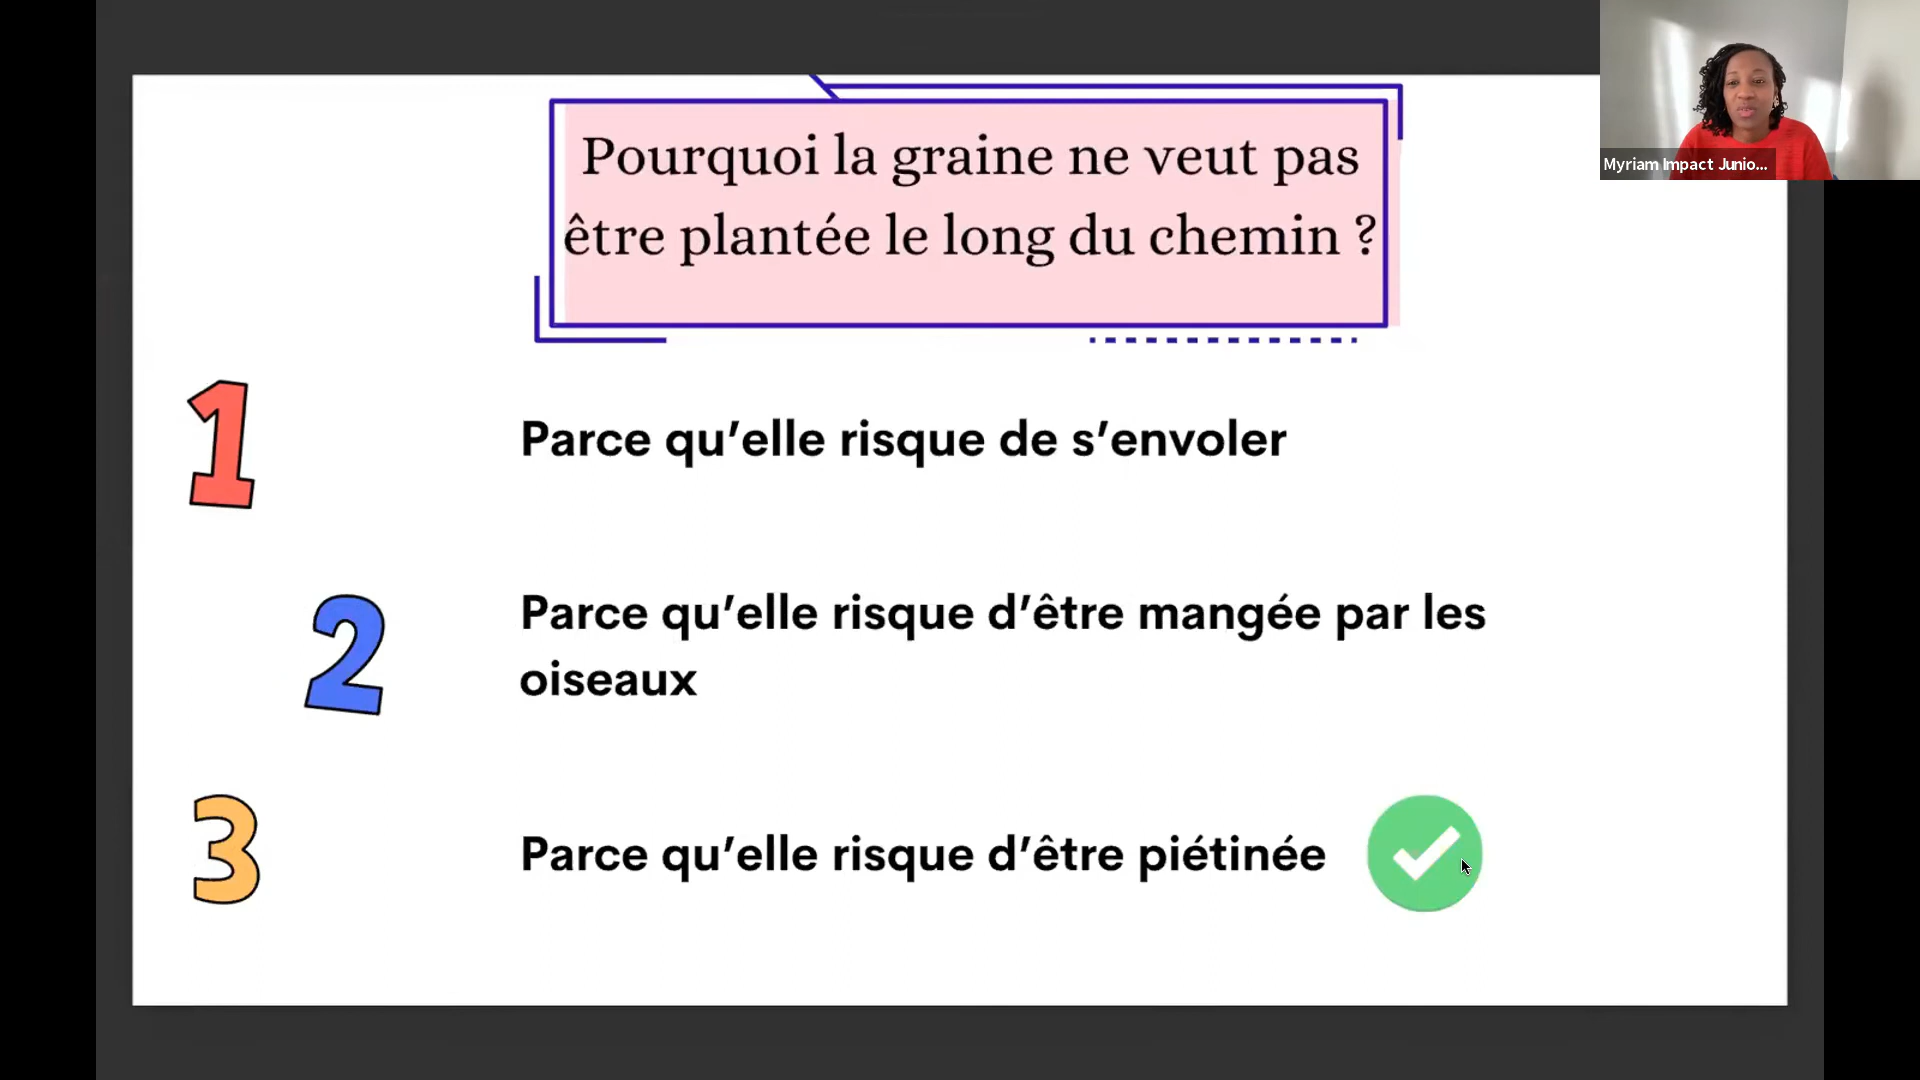 Pourquoi la graine ne veut pas
être plantée le long du chemin ?
Myriam Impact Junio...
1
Parce qu’elle risque de s’envoler
2
Parce qu’elle risque d’être mangée par les
oiseaux
3
Parce qu’elle risque d’être piétinée